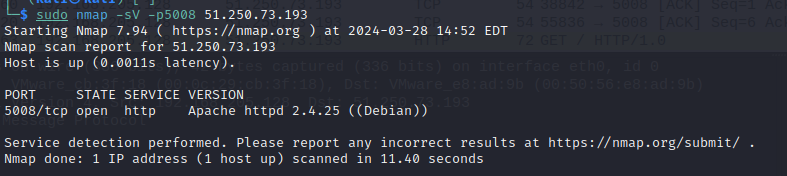 (kali㉿kali)-[~]
└─$ sudo nmap -sV -p5008 51.250.73.193
Starting Nmap 7.94 ( https://nmap.org ) at 2024-03-28 14:52 EDT
Nmap scan report for 51.250.73.193
Host is up (0.0011s latency).
PORT STATE SERVICE VERSION
5008/tcp open http Apache httpd 2.4.25 ((Debian))
Service detection performed. Please report any incorrect results at https://nmap.org/submit/ .
Nmap done: 1 IP address (1 host up) scanned in 11.40 seconds